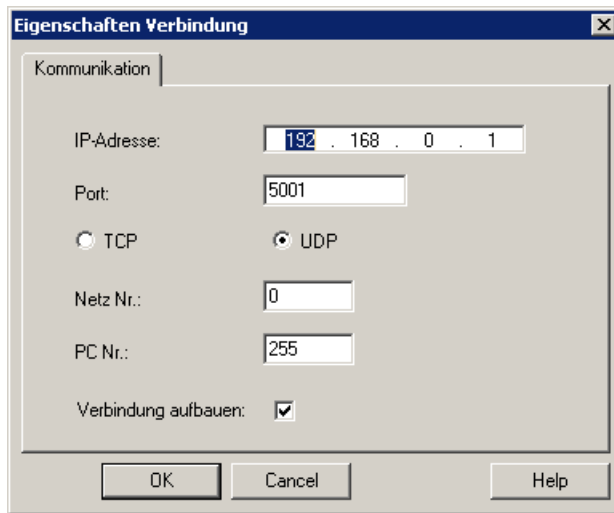 Eigenschaften Verbindung
Kommunikation
IP-Adresse: 192 . 168 . 0 . 1
Port: 5001
TCP UDP
Netz Nr.: 0
PC Nr.: 255
Verbindung aufbauen:
OK Cancel Help